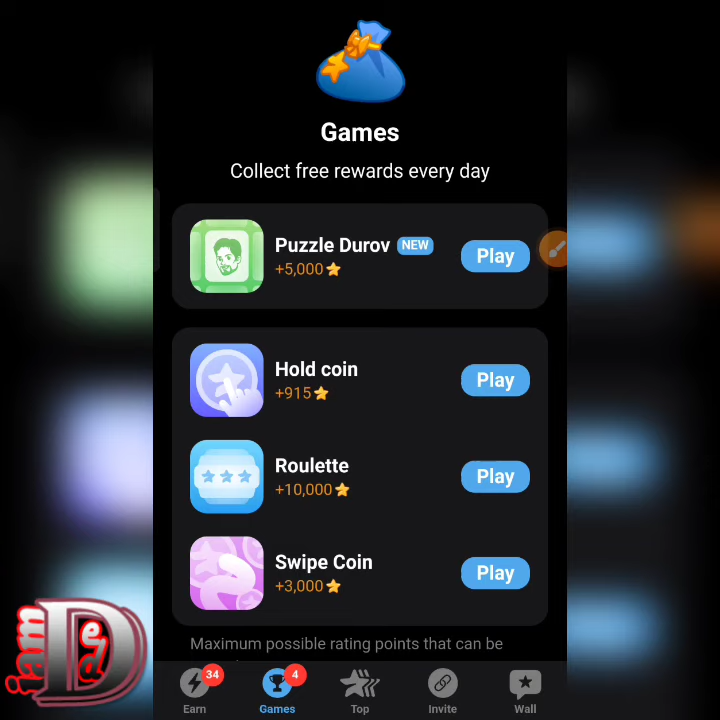 Games
Collect free rewards every day
Puzzle Durov NEW
+5,000
Play
Hold coin
+915
Play
Roulette
+10,000
Play
Swipe Coin
+3,000
Play
Maximum possible rating points that can be
34
4
Earn
Games
Top
Invite
Wall
D